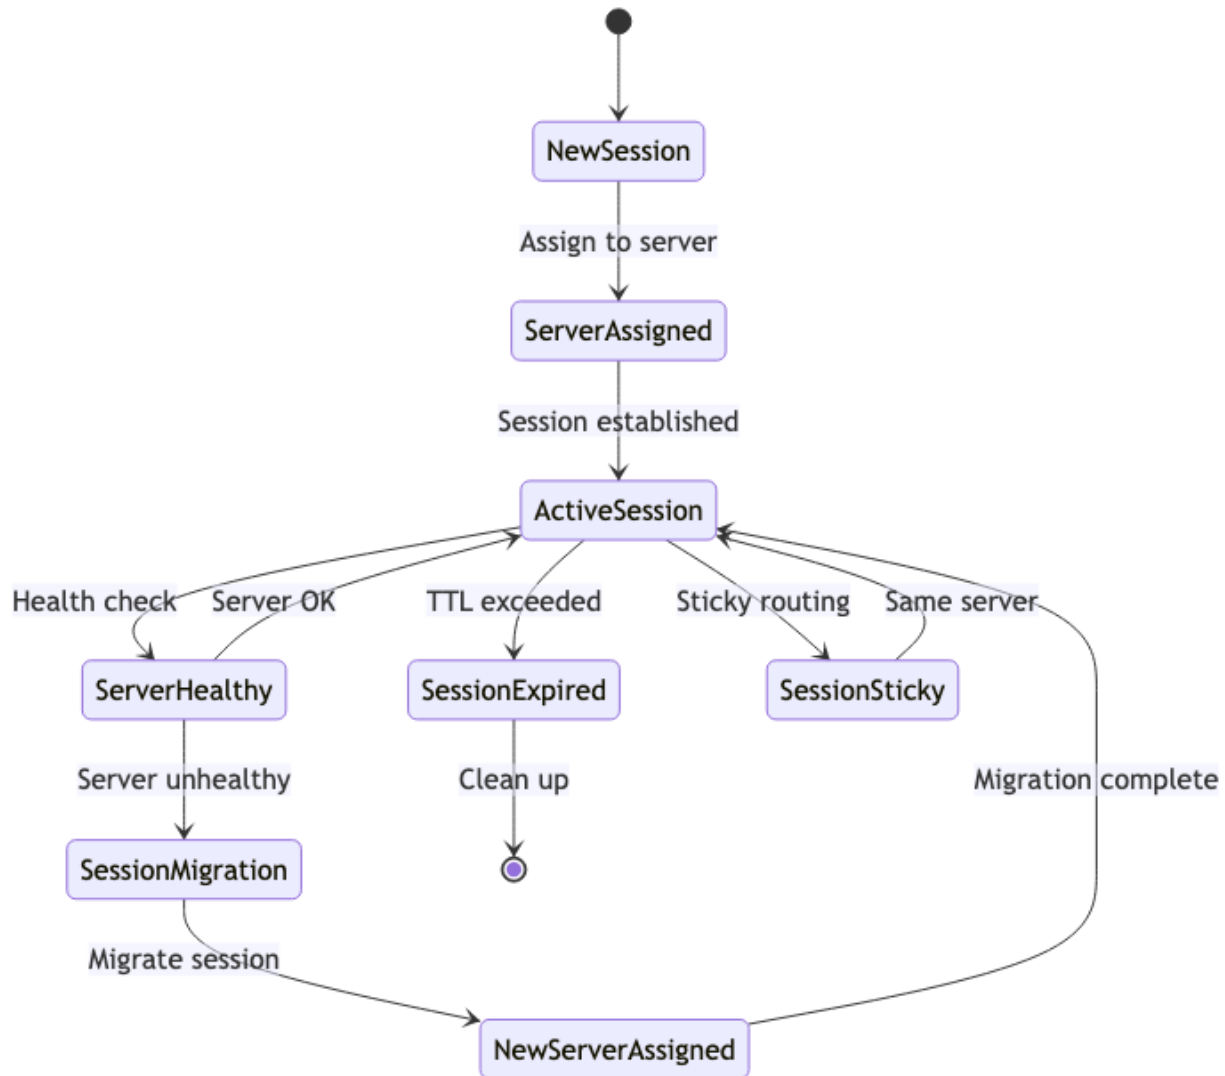 NewSession
Assign to server
ServerAssigned
Session established
ActiveSession
Health check
Server OK
TTL exceeded
Sticky routing
Same server
ServerHealthy
SessionExpired
SessionSticky
Server unhealthy
Clean up
Migration complete
SessionMigration
Migrate session
NewServerAssigned